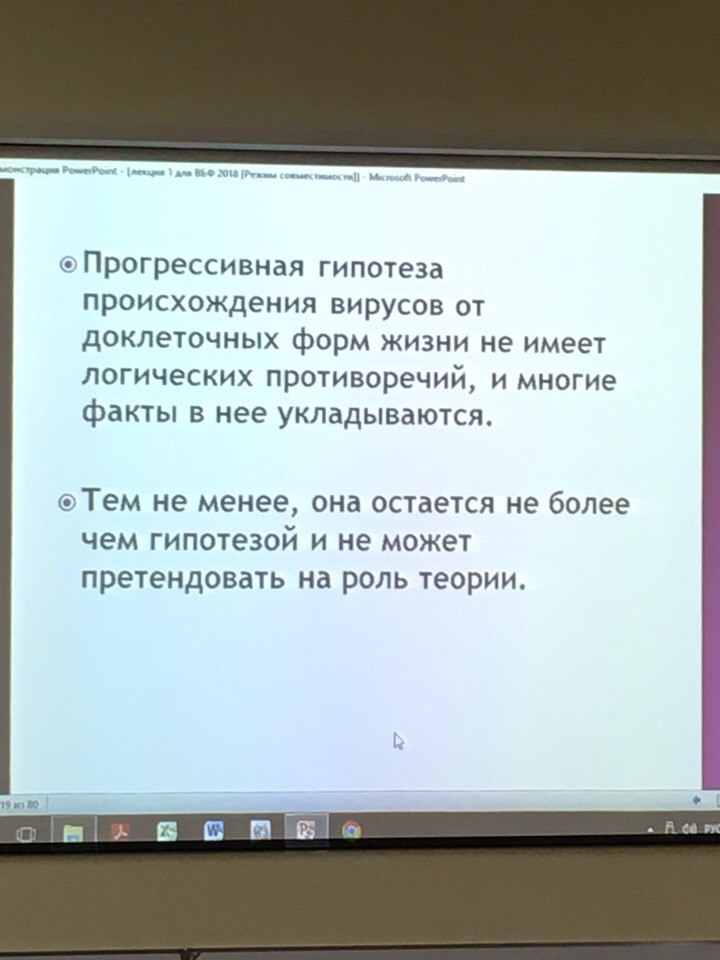 монстрация PowerPoint - [лекция 1 для ВБФ 2018 [Режим совместимости]] - Microsoft PowerPoint
Прогрессивная гипотеза
происхождения вирусов от
доклеточных форм жизни не имеет
логических противоречий, и многие
факты в нее укладываются.
Тем не менее, она остается не более
чем гипотезой и не может
претендовать на роль теории.
19 из 80
РУС